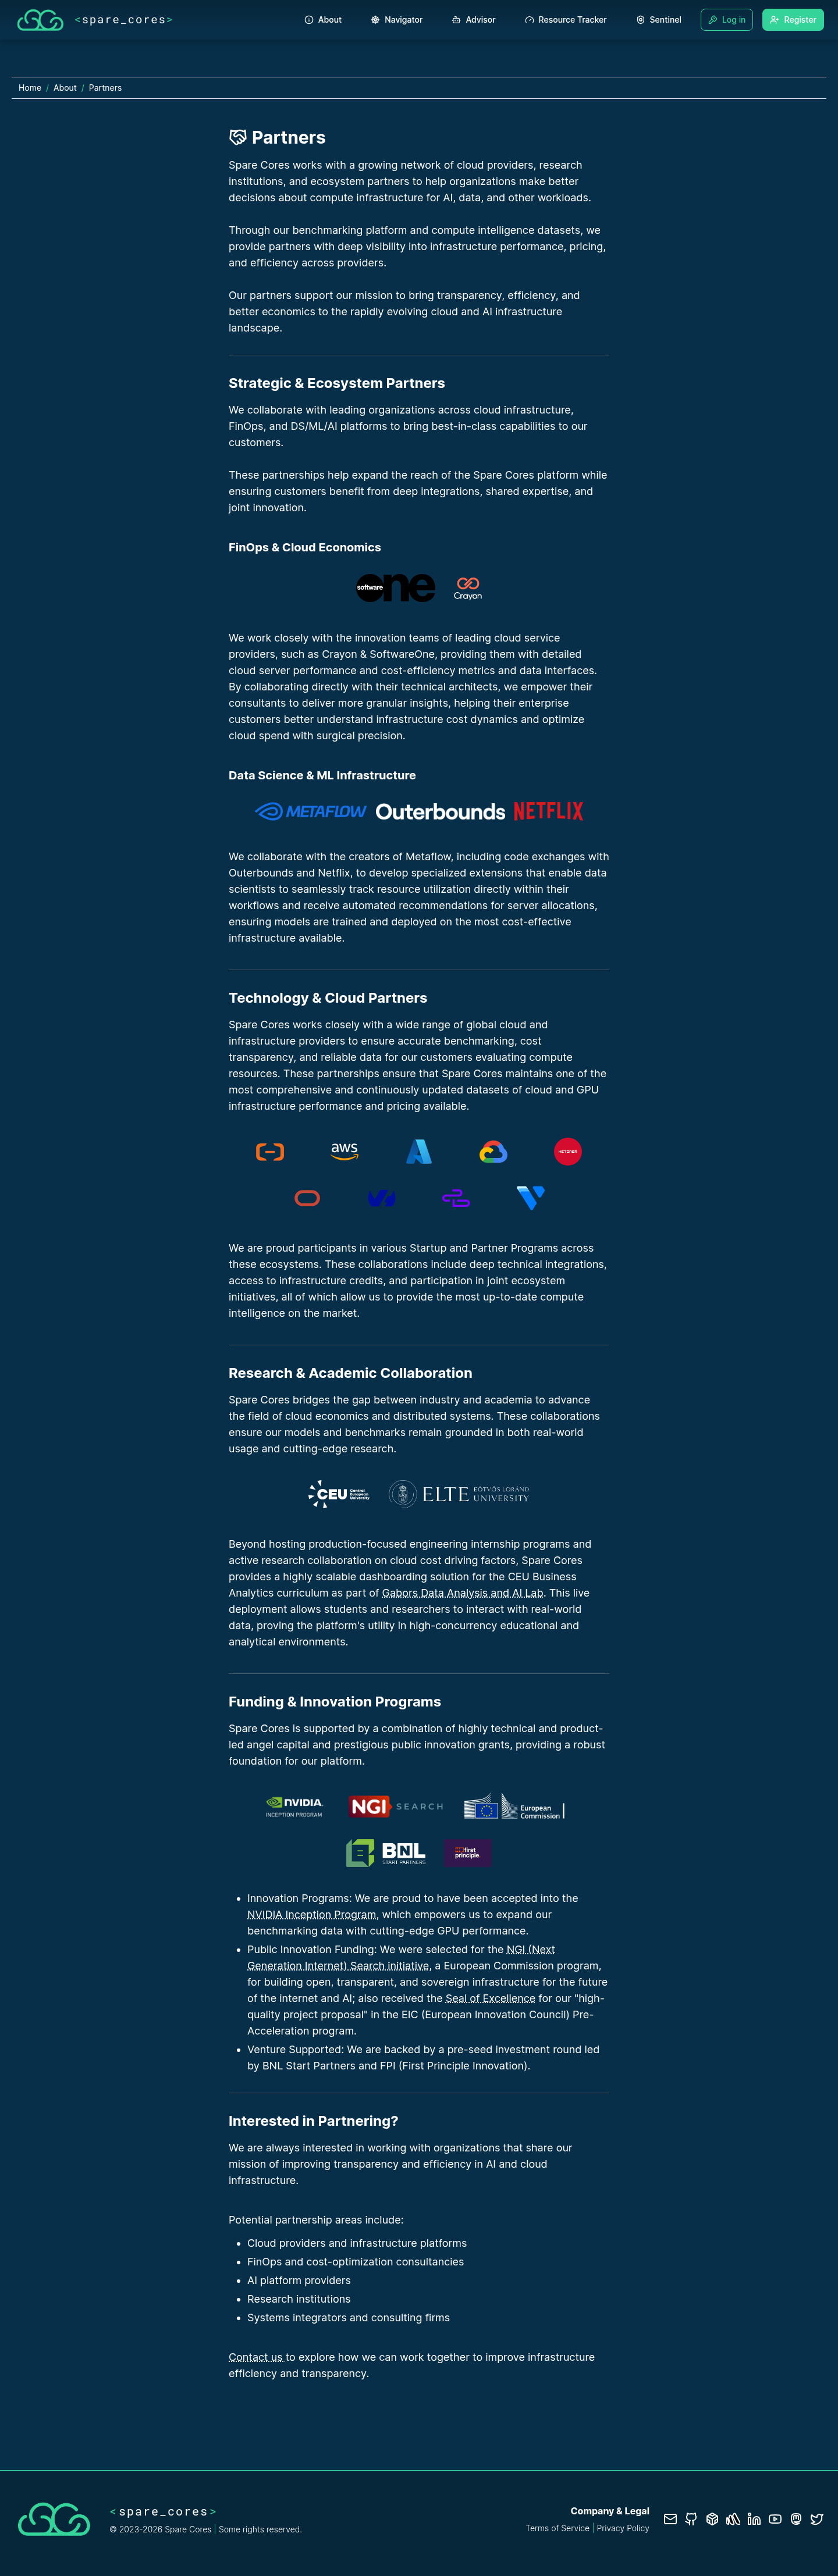 <spare_cores>
About
Navigator
Advisor
Resource Tracker
Sentinel
Log in
Register
Home / About / Partners
Partners
Spare Cores works with a growing network of cloud providers, research
institutions, and ecosystem partners to help organizations make better
decisions about compute infrastructure for AI, data, and other workloads.
Through our benchmarking platform and compute intelligence datasets, we
provide partners with deep visibility into infrastructure performance, pricing,
and efficiency across providers.
Our partners support our mission to bring transparency, efficiency, and
better economics to the rapidly evolving cloud and AI infrastructure
landscape.
Strategic & Ecosystem Partners
We collaborate with leading organizations across cloud infrastructure,
FinOps, and DS/ML/AI platforms to bring best-in-class capabilities to our
customers.
These partnerships help expand the reach of the Spare Cores platform while
ensuring customers benefit from deep integrations, shared expertise, and
joint innovation.
FinOps & Cloud Economics
software one
Crayon
We work closely with the innovation teams of leading cloud service
providers, such as Crayon & SoftwareOne, providing them with detailed
cloud server performance and cost-efficiency metrics and data interfaces.
By collaborating directly with their technical architects, we empower their
consultants to deliver more granular insights, helping their enterprise
customers better understand infrastructure cost dynamics and optimize
cloud spend with surgical precision.
Data Science & ML Infrastructure
METAFLOW Outerbounds NETFLIX
We collaborate with the creators of Metaflow, including code exchanges with
Outerbounds and Netflix, to develop specialized extensions that enable data
scientists to seamlessly track resource utilization directly within their
workflows and receive automated recommendations for server allocations,
ensuring models are trained and deployed on the most cost-effective
infrastructure available.
Technology & Cloud Partners
Spare Cores works closely with a wide range of global cloud and
infrastructure providers to ensure accurate benchmarking, cost
transparency, and reliable data for our customers evaluating compute
resources. These partnerships ensure that Spare Cores maintains one of the
most comprehensive and continuously updated datasets of cloud and GPU
infrastructure performance and pricing available.
aws
HETZNER
We are proud participants in various Startup and Partner Programs across
these ecosystems. These collaborations include deep technical integrations,
access to infrastructure credits, and participation in joint ecosystem
initiatives, all of which allow us to provide the most up-to-date compute
intelligence on the market.
Research & Academic Collaboration
Spare Cores bridges the gap between industry and academia to advance
the field of cloud economics and distributed systems. These collaborations
ensure our models and benchmarks remain grounded in both real-world
usage and cutting-edge research.
CEU Central European University
ELTE EÖTVÖS LORÁND UNIVERSITY
Beyond hosting production-focused engineering internship programs and
active research collaboration on cloud cost driving factors, Spare Cores
provides a highly scalable dashboarding solution for the CEU Business
Analytics curriculum as part of Gabors Data Analysis and AI Lab. This live
deployment allows students and researchers to interact with real-world
data, proving the platform's utility in high-concurrency educational and
analytical environments.
Funding & Innovation Programs
Spare Cores is supported by a combination of highly technical and product-
led angel capital and prestigious public innovation grants, providing a robust
foundation for our platform.
NVIDIA.
INCEPTION PROGRAM
NGI SEARCH
European
Commission
BNL
START PARTNERS
first
principle
Innovation Programs: We are proud to have been accepted into the
NVIDIA Inception Program, which empowers us to expand our
benchmarking data with cutting-edge GPU performance.
Public Innovation Funding: We were selected for the NGI (Next
Generation Internet) Search initiative, a European Commission program,
for building open, transparent, and sovereign infrastructure for the future
of the internet and AI; also received the Seal of Excellence for our "high-
quality project proposal" in the EIC (European Innovation Council) Pre-
Acceleration program.
Venture Supported: We are backed by a pre-seed investment round led
by BNL Start Partners and FPI (First Principle Innovation).
Interested in Partnering?
We are always interested in working with organizations that share our
mission of improving transparency and efficiency in AI and cloud
infrastructure.
Potential partnership areas include:
Cloud providers and infrastructure platforms
FinOps and cost-optimization consultancies
AI platform providers
Research institutions
Systems integrators and consulting firms
Contact us to explore how we can work together to improve infrastructure
efficiency and transparency.
<spare_cores>
© 2023-2026 Spare Cores | Some rights reserved.
Company & Legal
Terms of Service | Privacy Policy